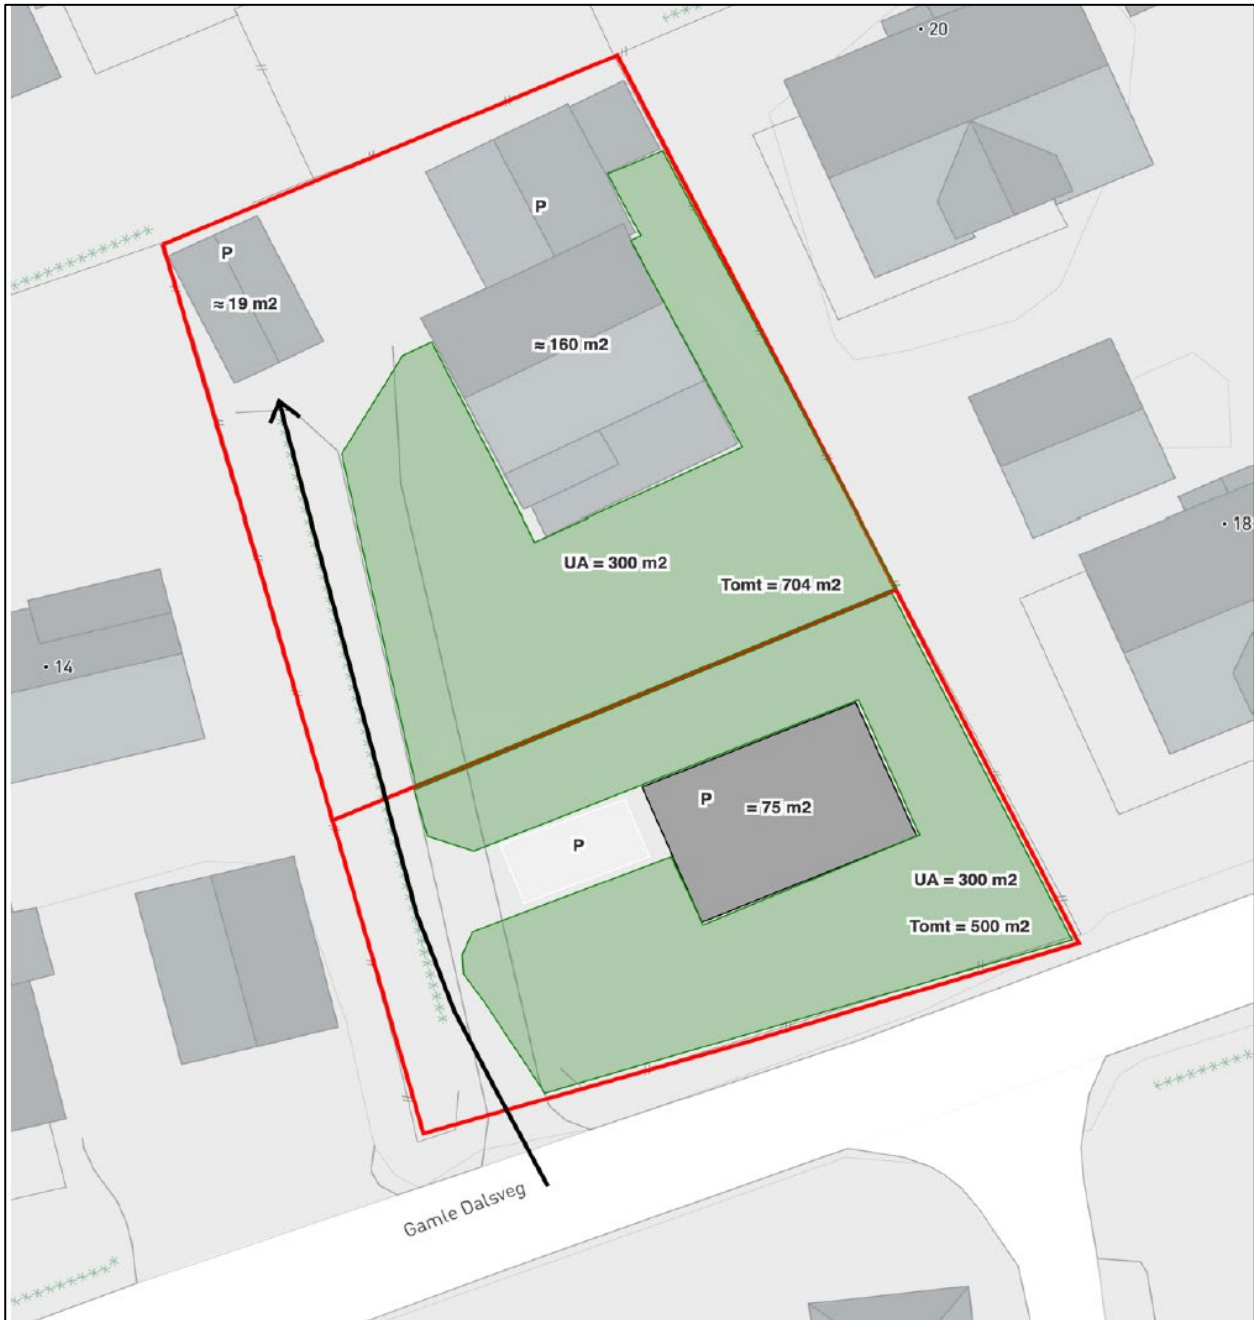 • 20
P
P
≈ 19 m2
≈ 160 m2
• 18
UA = 300 m2
Tomt = 704 m2
• 14
P
= 75 m2
P
UA = 300 m2
Tomt = 500 m2
Gamle Dalsveg